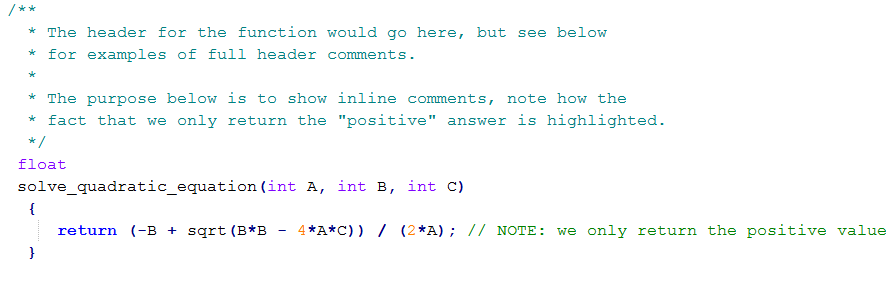 /**
* The header for the function would go here, but see below
* for examples of full header comments.
*
* The purpose below is to show inline comments, note how the
* fact that we only return the "positive" answer is highlighted.
*/
float
solve_quadratic_equation(int A, int B, int C)
{
return (-B + sqrt(B*B - 4*A*C)) / (2*A); // NOTE: we only return the positive value
}